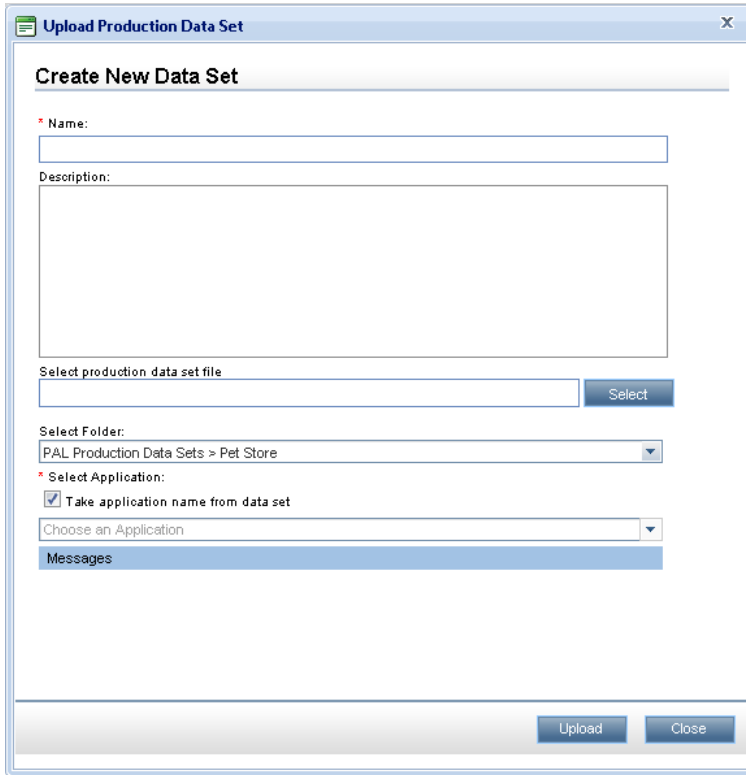 Upload Production Data Set
x
Create New Data Set
* Name:
Description:
Select production data set file
Select
Select Folder:
PAL Production Data Sets > Pet Store
* Select Application:
Take application name from data set
Choose an Application
Messages
Upload Close